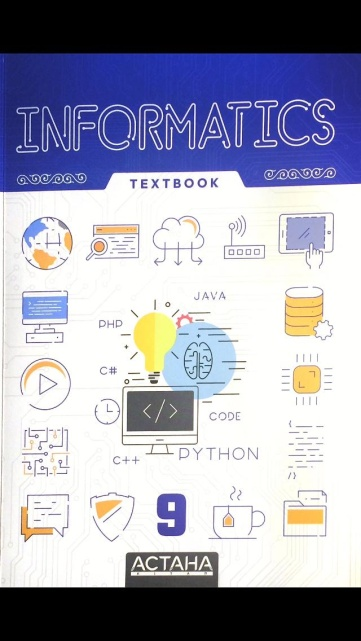 INFORMATICS
TEXTBOOK
JAVA
PHP
C#
</>
CODE
C++
PYTHON
9
АСТАНА